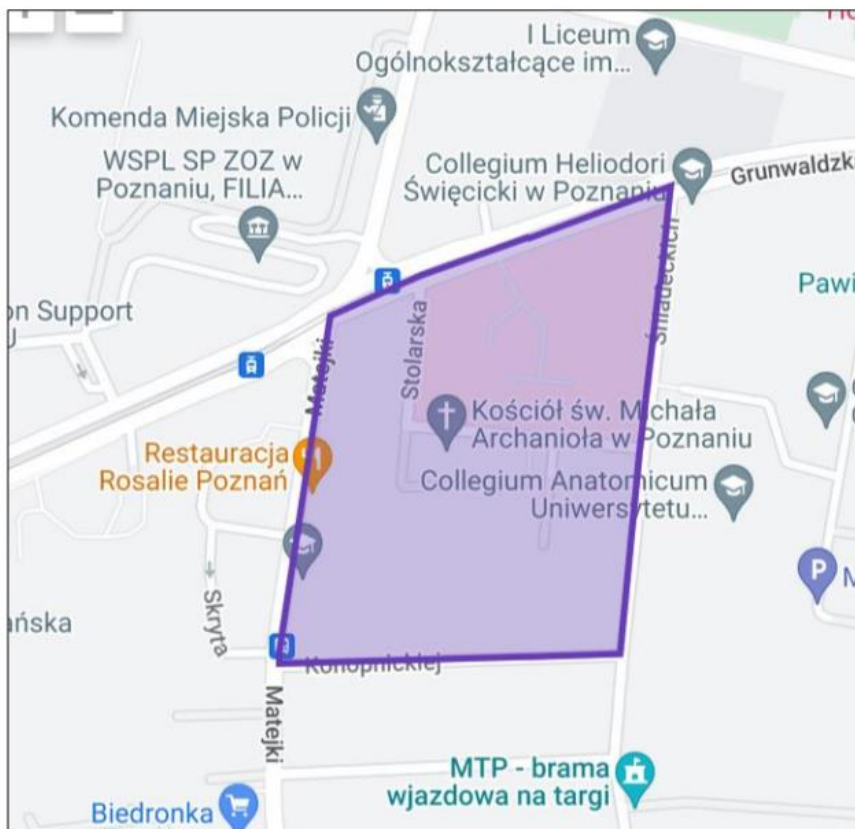 I Liceum
Ogólnokształcące im...
Komenda Miejska Policji
WSPL SP ZOZ w
Poznaniu, FILIA...
Collegium Heliodori
Święcicki w Poznaniu
Grunwaldzk
Śniadeckich
Pawi
on Support
Stolarska
Matejki
Kościół św. Michała
Archanioła w Poznaniu
Restauracja
Rosalie Poznań
Collegium Anatomicum
Uniwersytetu...
P
M
Skryta
ańska
Konopnickiej
Matejki
MTP - brama
wjazdowa na targi
Biedronka